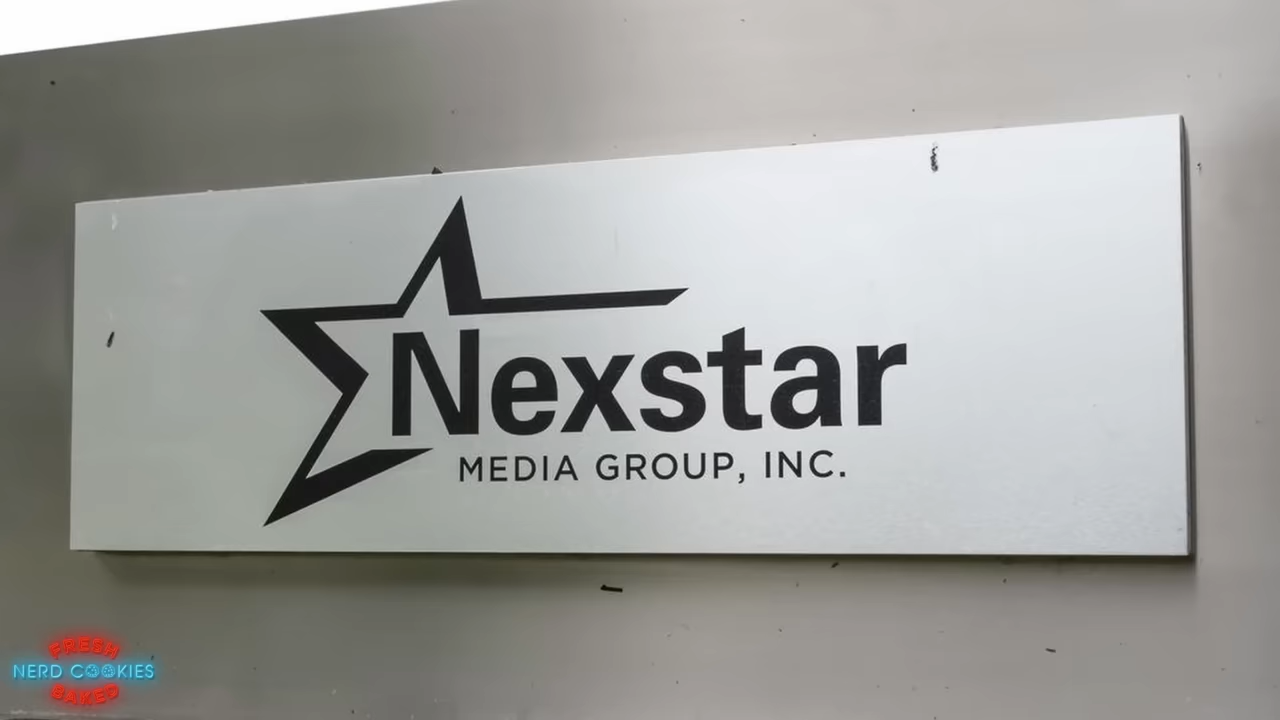 Nexstar
MEDIA GROUP, INC.
FRESH
NERD COOKIES
BAKED